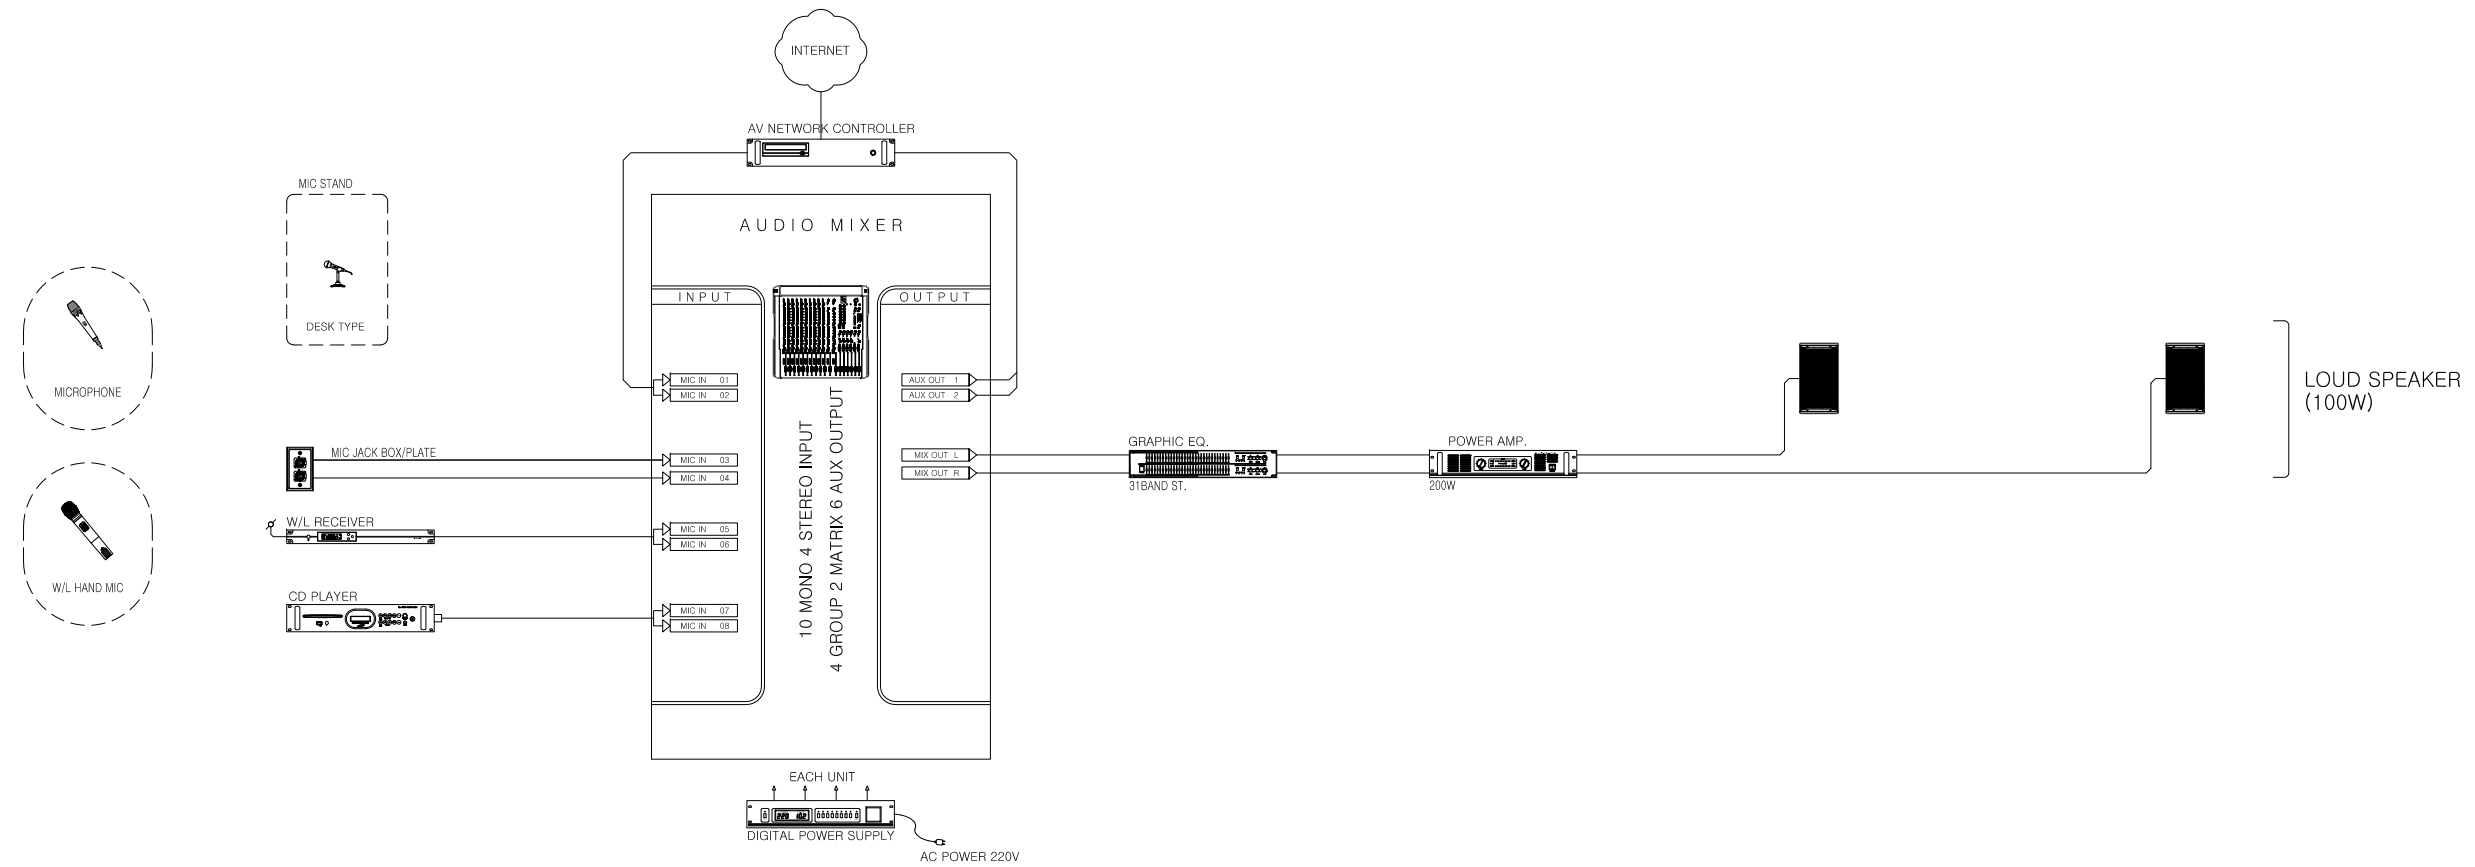 INTERNET
AV NETWORK CONTROLLER
MIC STAND
DESK TYPE
MICROPHONE
W/L HAND MIC
MIC JACK BOX/PLATE
W/L RECEIVER
CD PLAYER
AUDIO MIXER
INPUT
OUTPUT
MIC IN 01
MIC IN 02
MIC IN 03
MIC IN 04
MIC IN 05
MIC IN 06
MIC IN 07
MIC IN 08
10 MONO 4 STEREO INPUT
4 GROUP 2 MATRIX 6 AUX OUTPUT
AUX OUT 1
AUX OUT 2
MIX OUT L
MIX OUT R
GRAPHIC EQ.
31BAND ST.
POWER AMP.
200W
LOUD SPEAKER
(100W)
EACH UNIT
DIGITAL POWER SUPPLY
AC POWER 220V